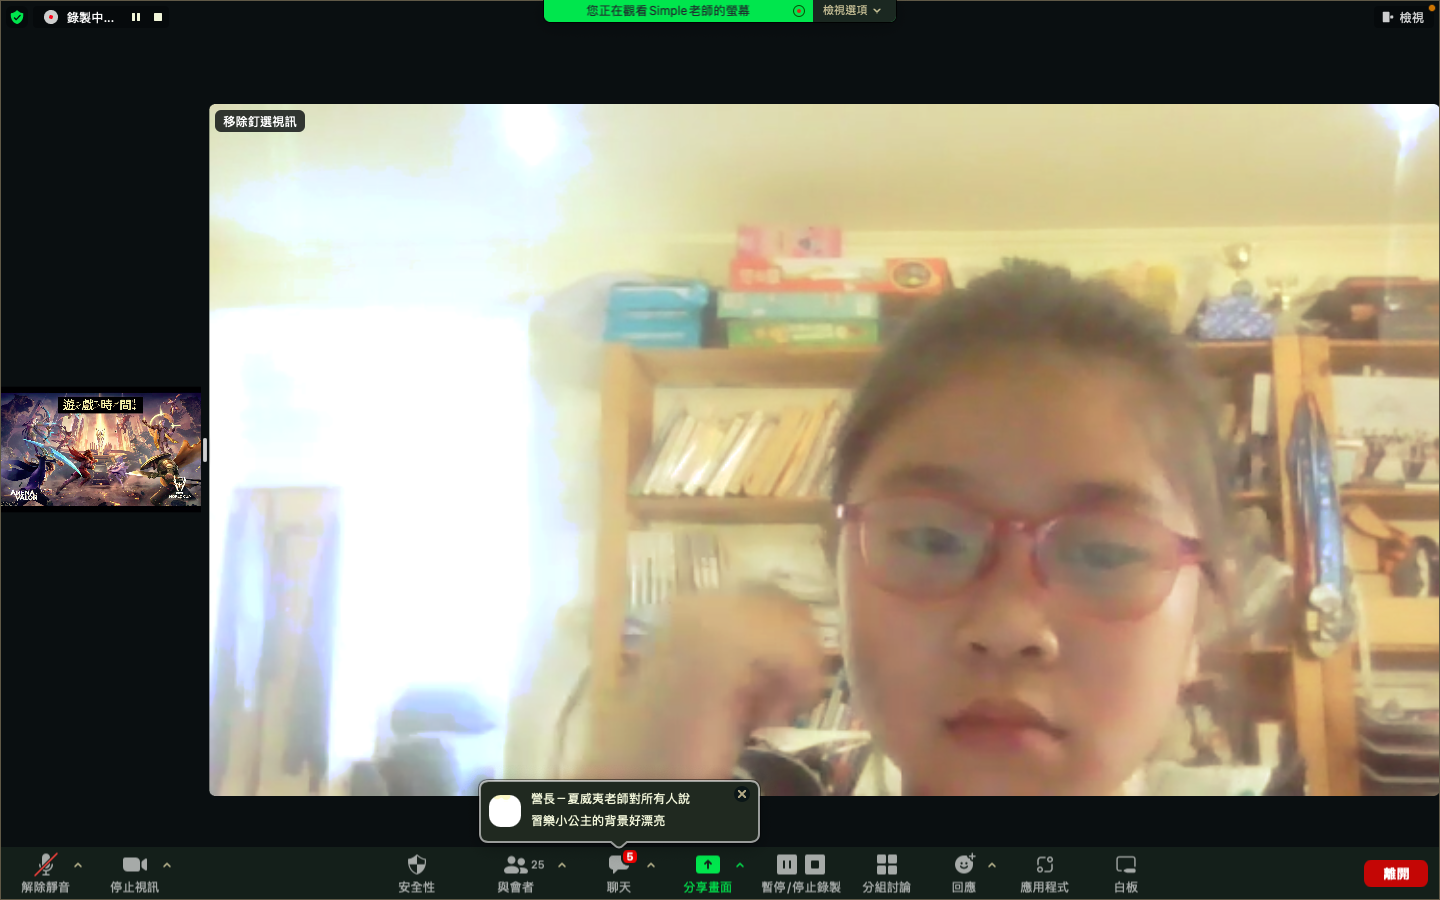 錄製中...
您正在觀看Simple老師的螢幕
檢視選項
檢視
移除釘選視訊
遊戲時間!
營長－夏威夷老師對所有人說
習樂小公主的背景好漂亮
解除靜音
停止視訊
安全性
25
與會者
5
聊天
分享畫面
暫停/停止錄製
分組討論
回應
應用程式
白板
離開